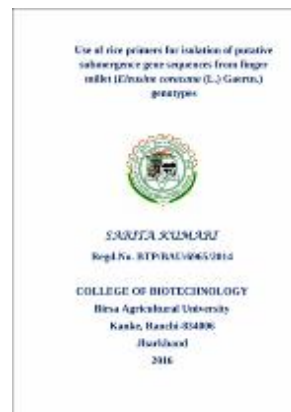 Use of rice primers for isolation of putative
submergence gene sequences from finger
millet (Eleusine coracana (L.) Gaertn.)
genotypes
SARITA KUMARI
Regd.No. BTP/BAU/6965/2014
COLLEGE OF BIOTECHNOLOGY
Birsa Agricultural University
Kanke, Ranchi-834006
Jharkhand
2016